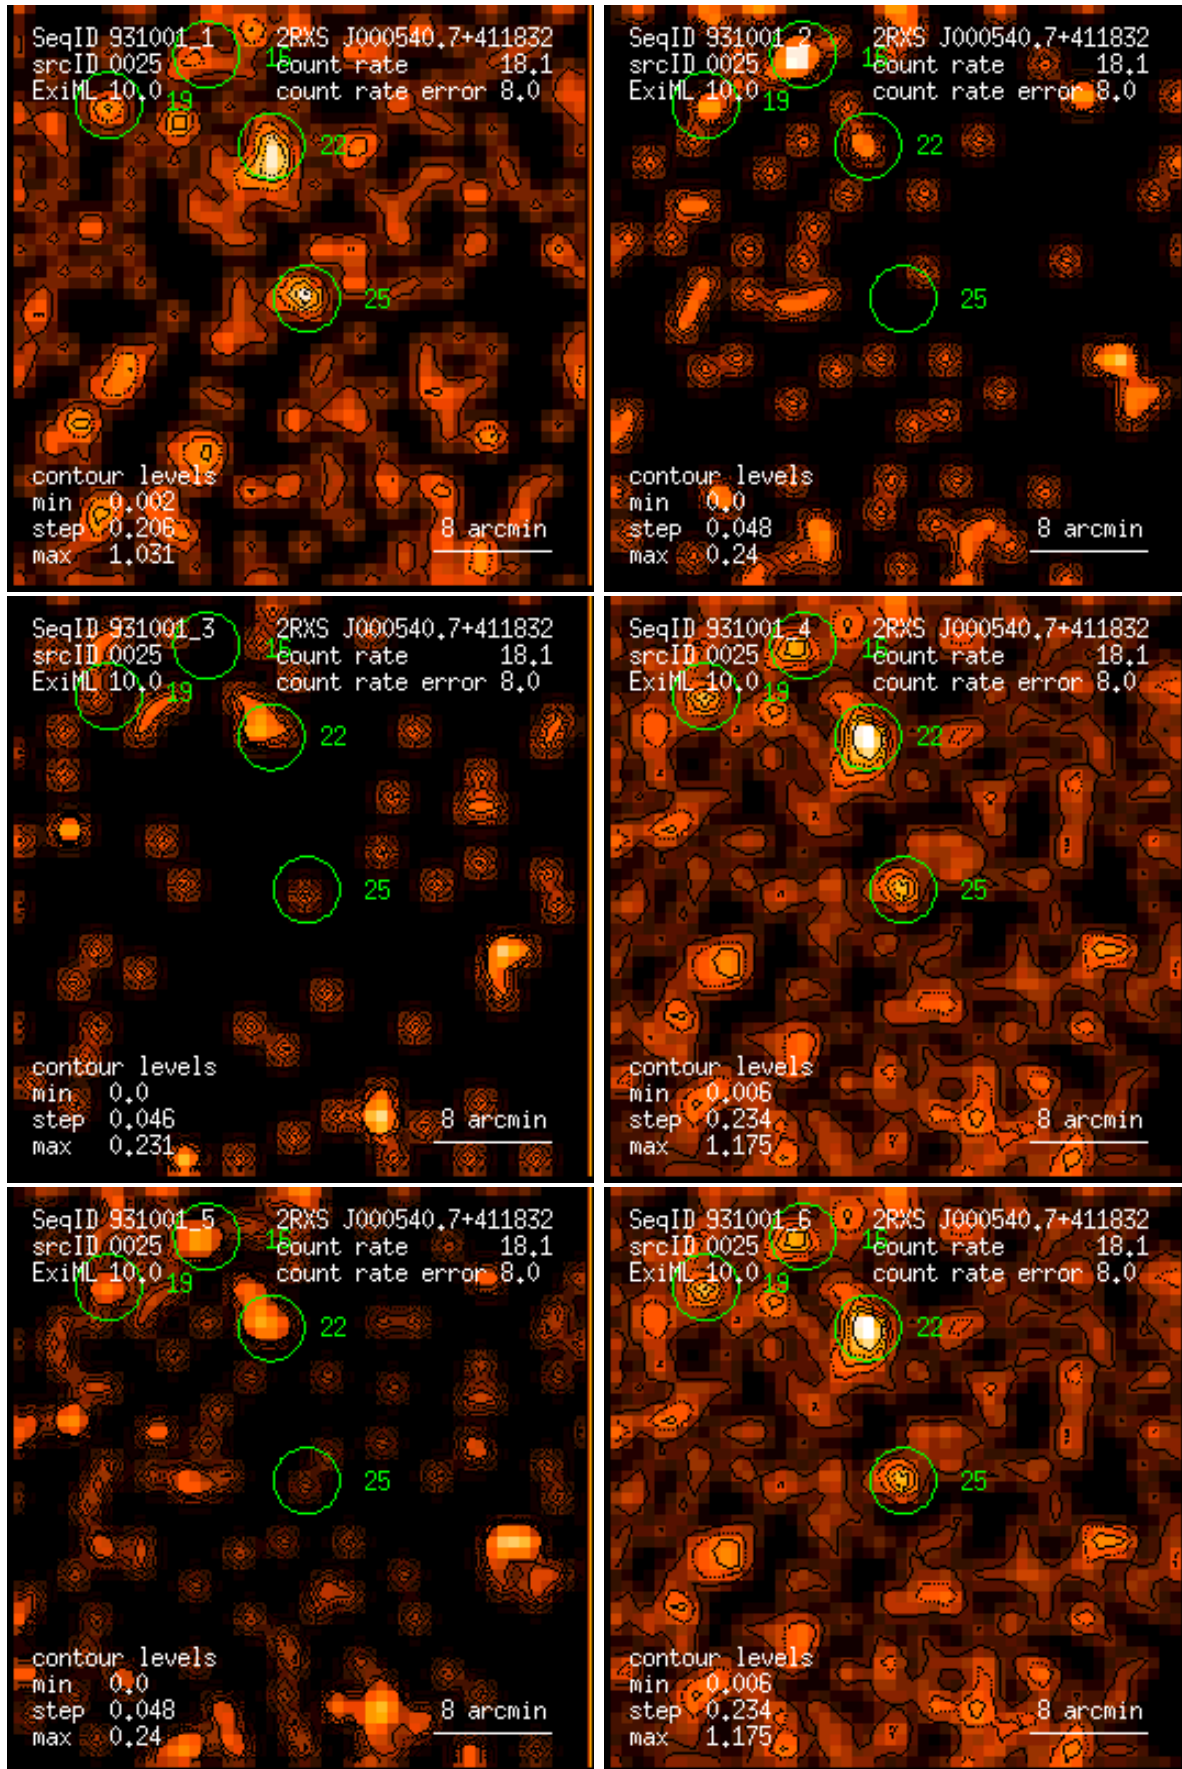 SeqID 931001_1 2RXS J000540.7+411832
srcID 0025 16 count rate 18.1
ExiML 10.0 19 count rate error 8.0
22
25
contour levels
min 0.002
step 0.206 8 arcmin
max 1.031
SeqID 931001_2 2RXS J000540.7+411832
srcID 0025 16 count rate 18.1
ExiML 10.0 19 count rate error 8.0
22
25
contour levels
min 0.0
step 0.048 8 arcmin
max 0.24
SeqID 931001_3 2RXS J000540.7+411832
srcID 0025 16 count rate 18.1
ExiML 10.0 19 count rate error 8.0
22
25
contour levels
min 0.0
step 0.046 8 arcmin
max 0.231
SeqID 931001_4 2RXS J000540.7+411832
srcID 0025 16 count rate 18.1
ExiML 10.0 19 count rate error 8.0
22
25
contour levels
min 0.006
step 0.234 8 arcmin
max 1.175
SeqID 931001_5 2RXS J000540.7+411832
srcID 0025 16 count rate 18.1
ExiML 10.0 19 count rate error 8.0
22
25
contour levels
min 0.0
step 0.048 8 arcmin
max 0.24
SeqID 931001_6 2RXS J000540.7+411832
srcID 0025 16 count rate 18.1
ExiML 10.0 19 count rate error 8.0
22
25
contour levels
min 0.006
step 0.234 8 arcmin
max 1.175